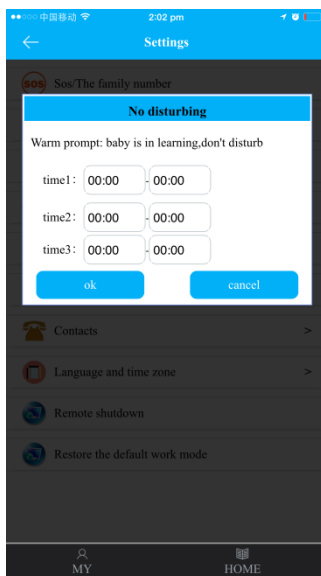 中国移动 2:02 pm
Settings
SOS Sos/The family number
No disturbing
Warm prompt: baby is in learning,don't disturb
time1: 00:00 - 00:00
time2: 00:00 - 00:00
time3: 00:00 - 00:00
ok cancel
Contacts >
Language and time zone >
Remote shutdown
Restore the default work mode
MY HOME